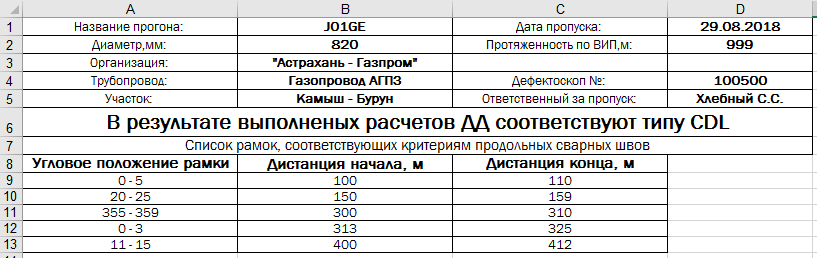 A B C D
1 Название прогона: J01GE Дата пропуска: 29.08.2018
2 Диаметр,мм: 820 Протяженность по ВИП,м: 999
3 Организация: "Астрахань - Газпром"
4 Трубопровод: Газопровод АГПЗ Дефектоскоп №: 100500
5 Участок: Камыш - Бурун Ответственный за пропуск: Хлебный С.С.
6 В результате выполненых расчетов ДД соответствуют типу CDL
7 Список рамок, соответствующих критериям продольных сварных швов
8 Угловое положение рамки Дистанция начала, м Дистанция конца, м
9 0 - 5 100 110
10 20 - 25 150 159
11 355 - 359 300 310
12 0 - 3 313 325
13 11 - 15 400 412